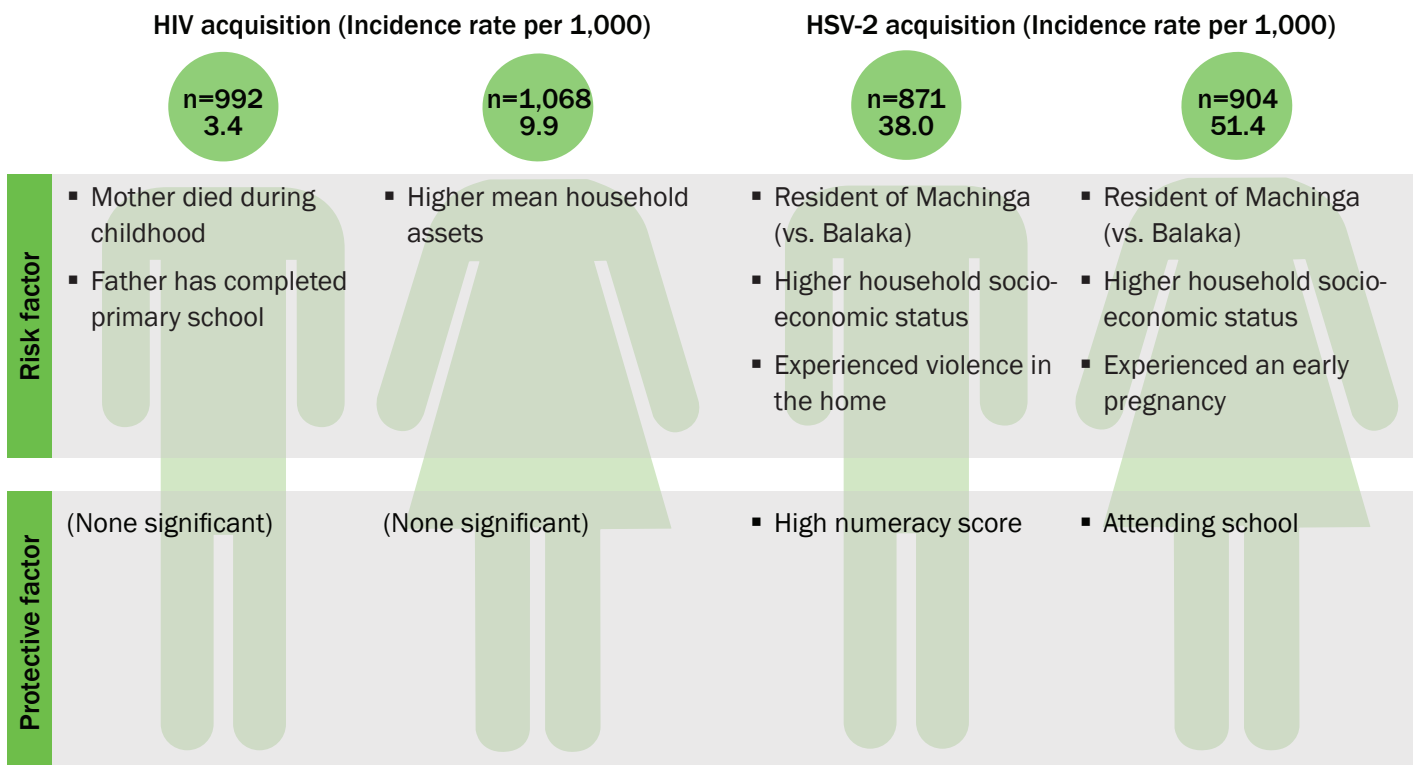 HIV acquisition (Incidence rate per 1,000)
HSV-2 acquisition (Incidence rate per 1,000)
n=992
3.4
n=1,068
9.9
n=871
38.0
n=904
51.4
Risk factor
▪ Mother died during
childhood
▪ Father has completed
primary school
▪ Higher mean household
assets
▪ Resident of Machinga
(vs. Balaka)
▪ Higher household socio-
economic status
▪ Experienced violence in
the home
▪ Resident of Machinga
(vs. Balaka)
▪ Higher household socio-
economic status
▪ Experienced an early
pregnancy
Protective factor
(None significant)
(None significant)
▪ High numeracy score
▪ Attending school